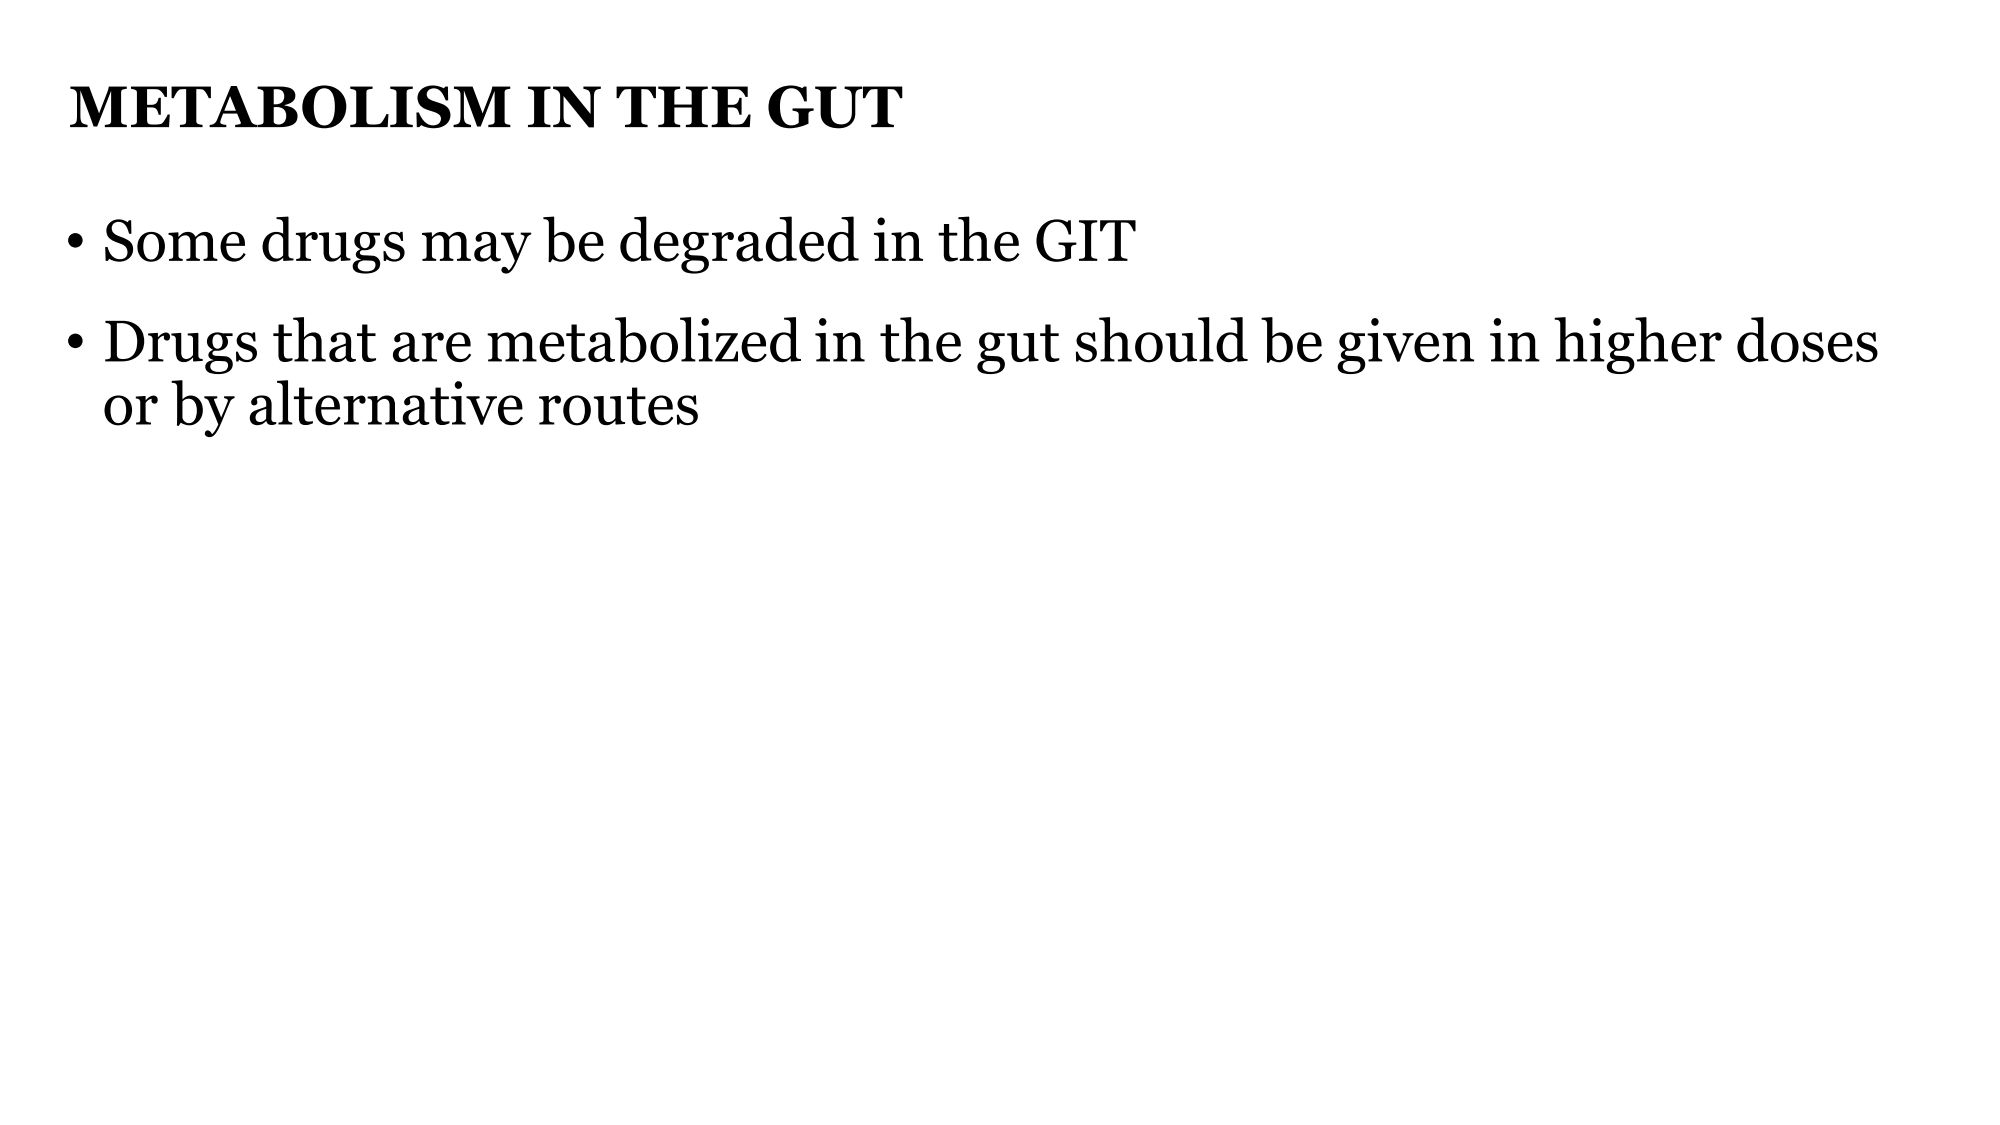 METABOLISM IN THE GUT
• Some drugs may be degraded in the GIT
• Drugs that are metabolized in the gut should be given in higher doses
or by alternative routes